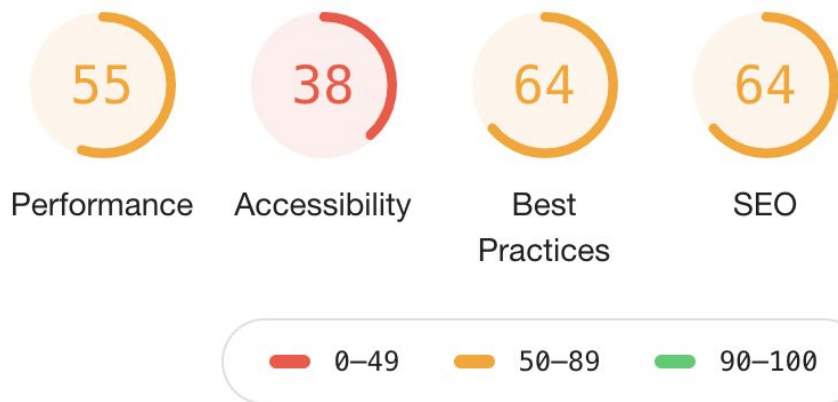 55 38 64 64
Performance Accessibility Best Practices SEO
0–49 50–89 90–100